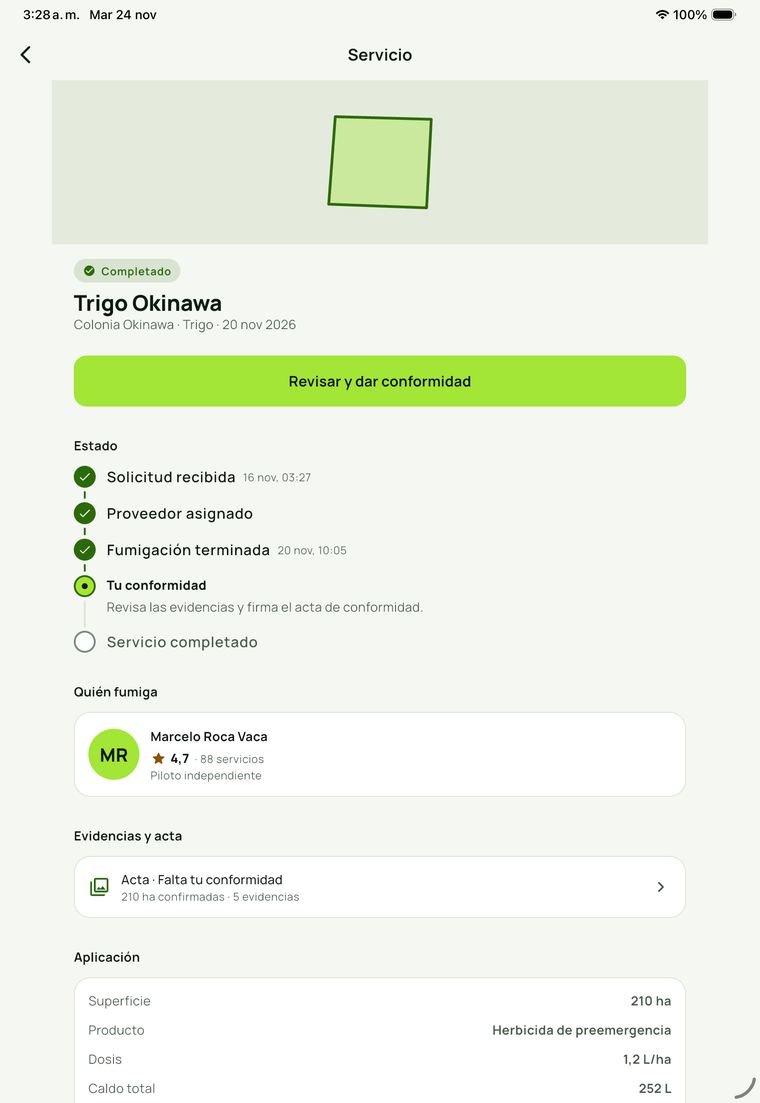 3:28 a. m. Mar 24 nov
100%
Servicio
Completado
Trigo Okinawa
Colonia Okinawa · Trigo · 20 nov 2026
Revisar y dar conformidad
Estado
Solicitud recibida 16 nov, 03:27
Proveedor asignado
Fumigación terminada 20 nov, 10:05
Tu conformidad
Revisa las evidencias y firma el acta de conformidad.
Servicio completado
Quién fumiga
MR
Marcelo Roca Vaca
4,7 · 88 servicios
Piloto independiente
Evidencias y acta
Acta · Falta tu conformidad
210 ha confirmadas · 5 evidencias
Aplicación
Superficie 210 ha
Producto Herbicida de preemergencia
Dosis 1,2 L/ha
Caldo total 252 L